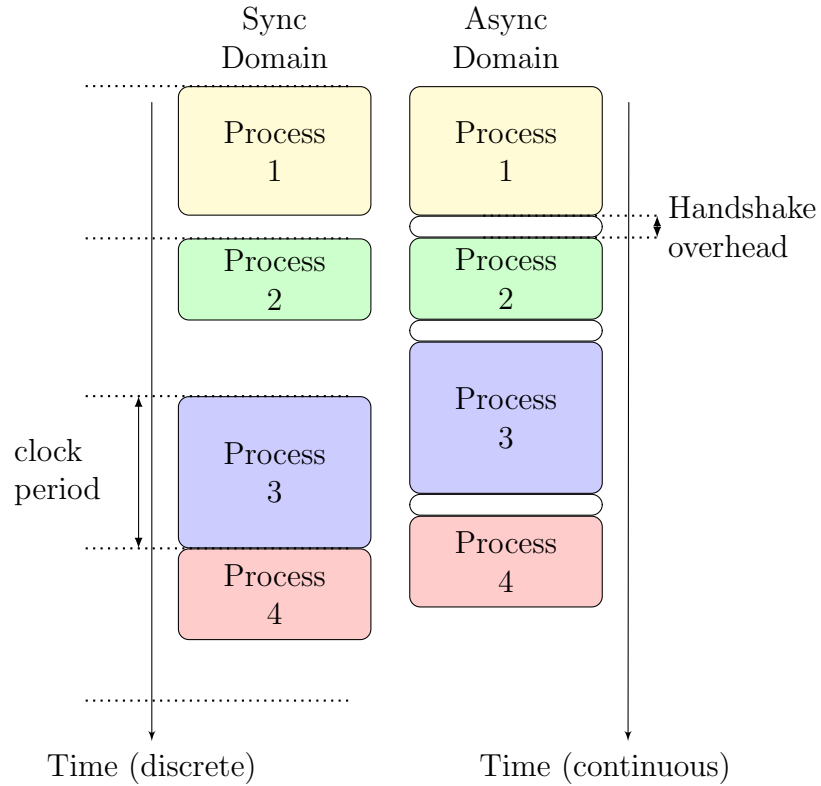 Sync
Domain
Async
Domain
Process
1
Process
1
Handshake
overhead
Process
2
Process
2
Process
3
clock
period
Process
3
Process
4
Process
4
Time (discrete)
Time (continuous)